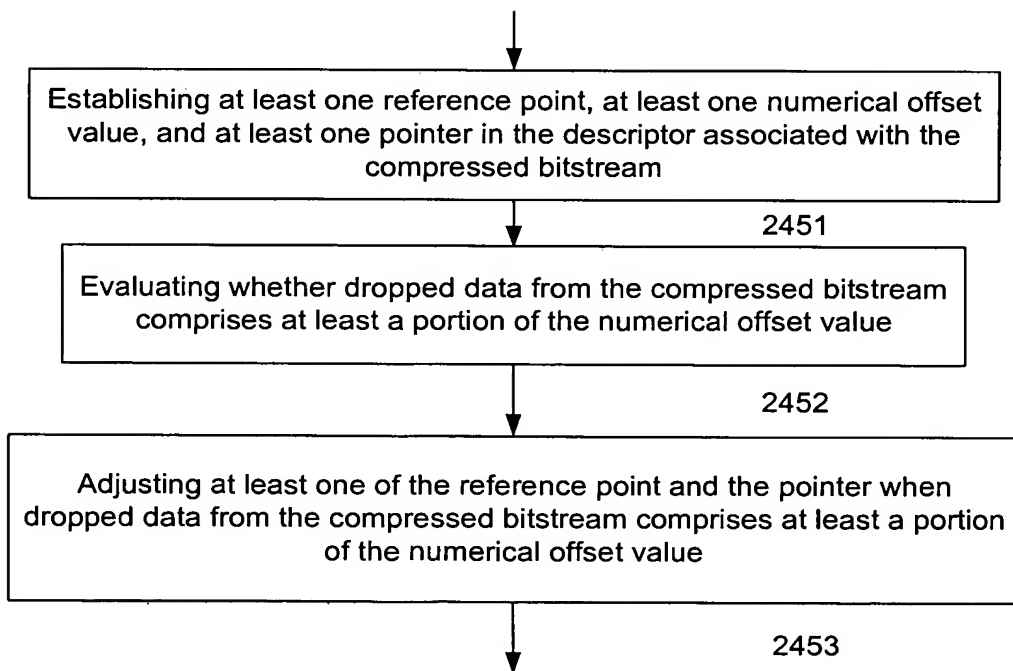 Establishing at least one reference point, at least one numerical offset
value, and at least one pointer in the descriptor associated with the
compressed bitstream
2451
Evaluating whether dropped data from the compressed bitstream
comprises at least a portion of the numerical offset value
2452
Adjusting at least one of the reference point and the pointer when
dropped data from the compressed bitstream comprises at least a portion
of the numerical offset value
2453